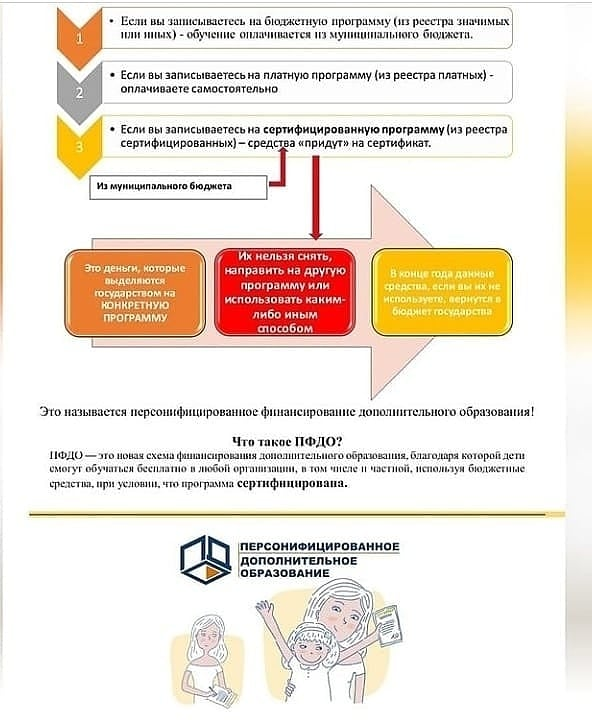 1
• Если вы записываетесь на бюджетную программу (из реестра значимых
или иных) - обучение оплачивается из муниципального бюджета.
2
• Если вы записываетесь на платную программу (из реестра платных) -
оплачиваете самостоятельно
3
• Если вы записываетесь на сертифицированную программу (из реестра
сертифицированных) – средства «придут» на сертификат.
Из муниципального бюджета
Это деньги, которые
выделяются
государством на
КОНКРЕТНУЮ
ПРОГРАММУ
Их нельзя снять,
направить на другую
программу или
использовать каким-
либо иным
способом
В конце года данные
средства, если вы их не
используете, вернутся в
бюджет государства
Это называется персонифицированное финансирование дополнительного образования!
Что такое ПФДО?
ПФДО — это новая схема финансирования дополнительного образования, благодаря которой дети
смогут обучаться бесплатно в любой организации, в том числе и частной, используя бюджетные
средства, при условии, что программа сертифицирована.
ПДО
ПЕРСОНИФИЦИРОВАННОЕ
ДОПОЛНИТЕЛЬНОЕ
ОБРАЗОВАНИЕ